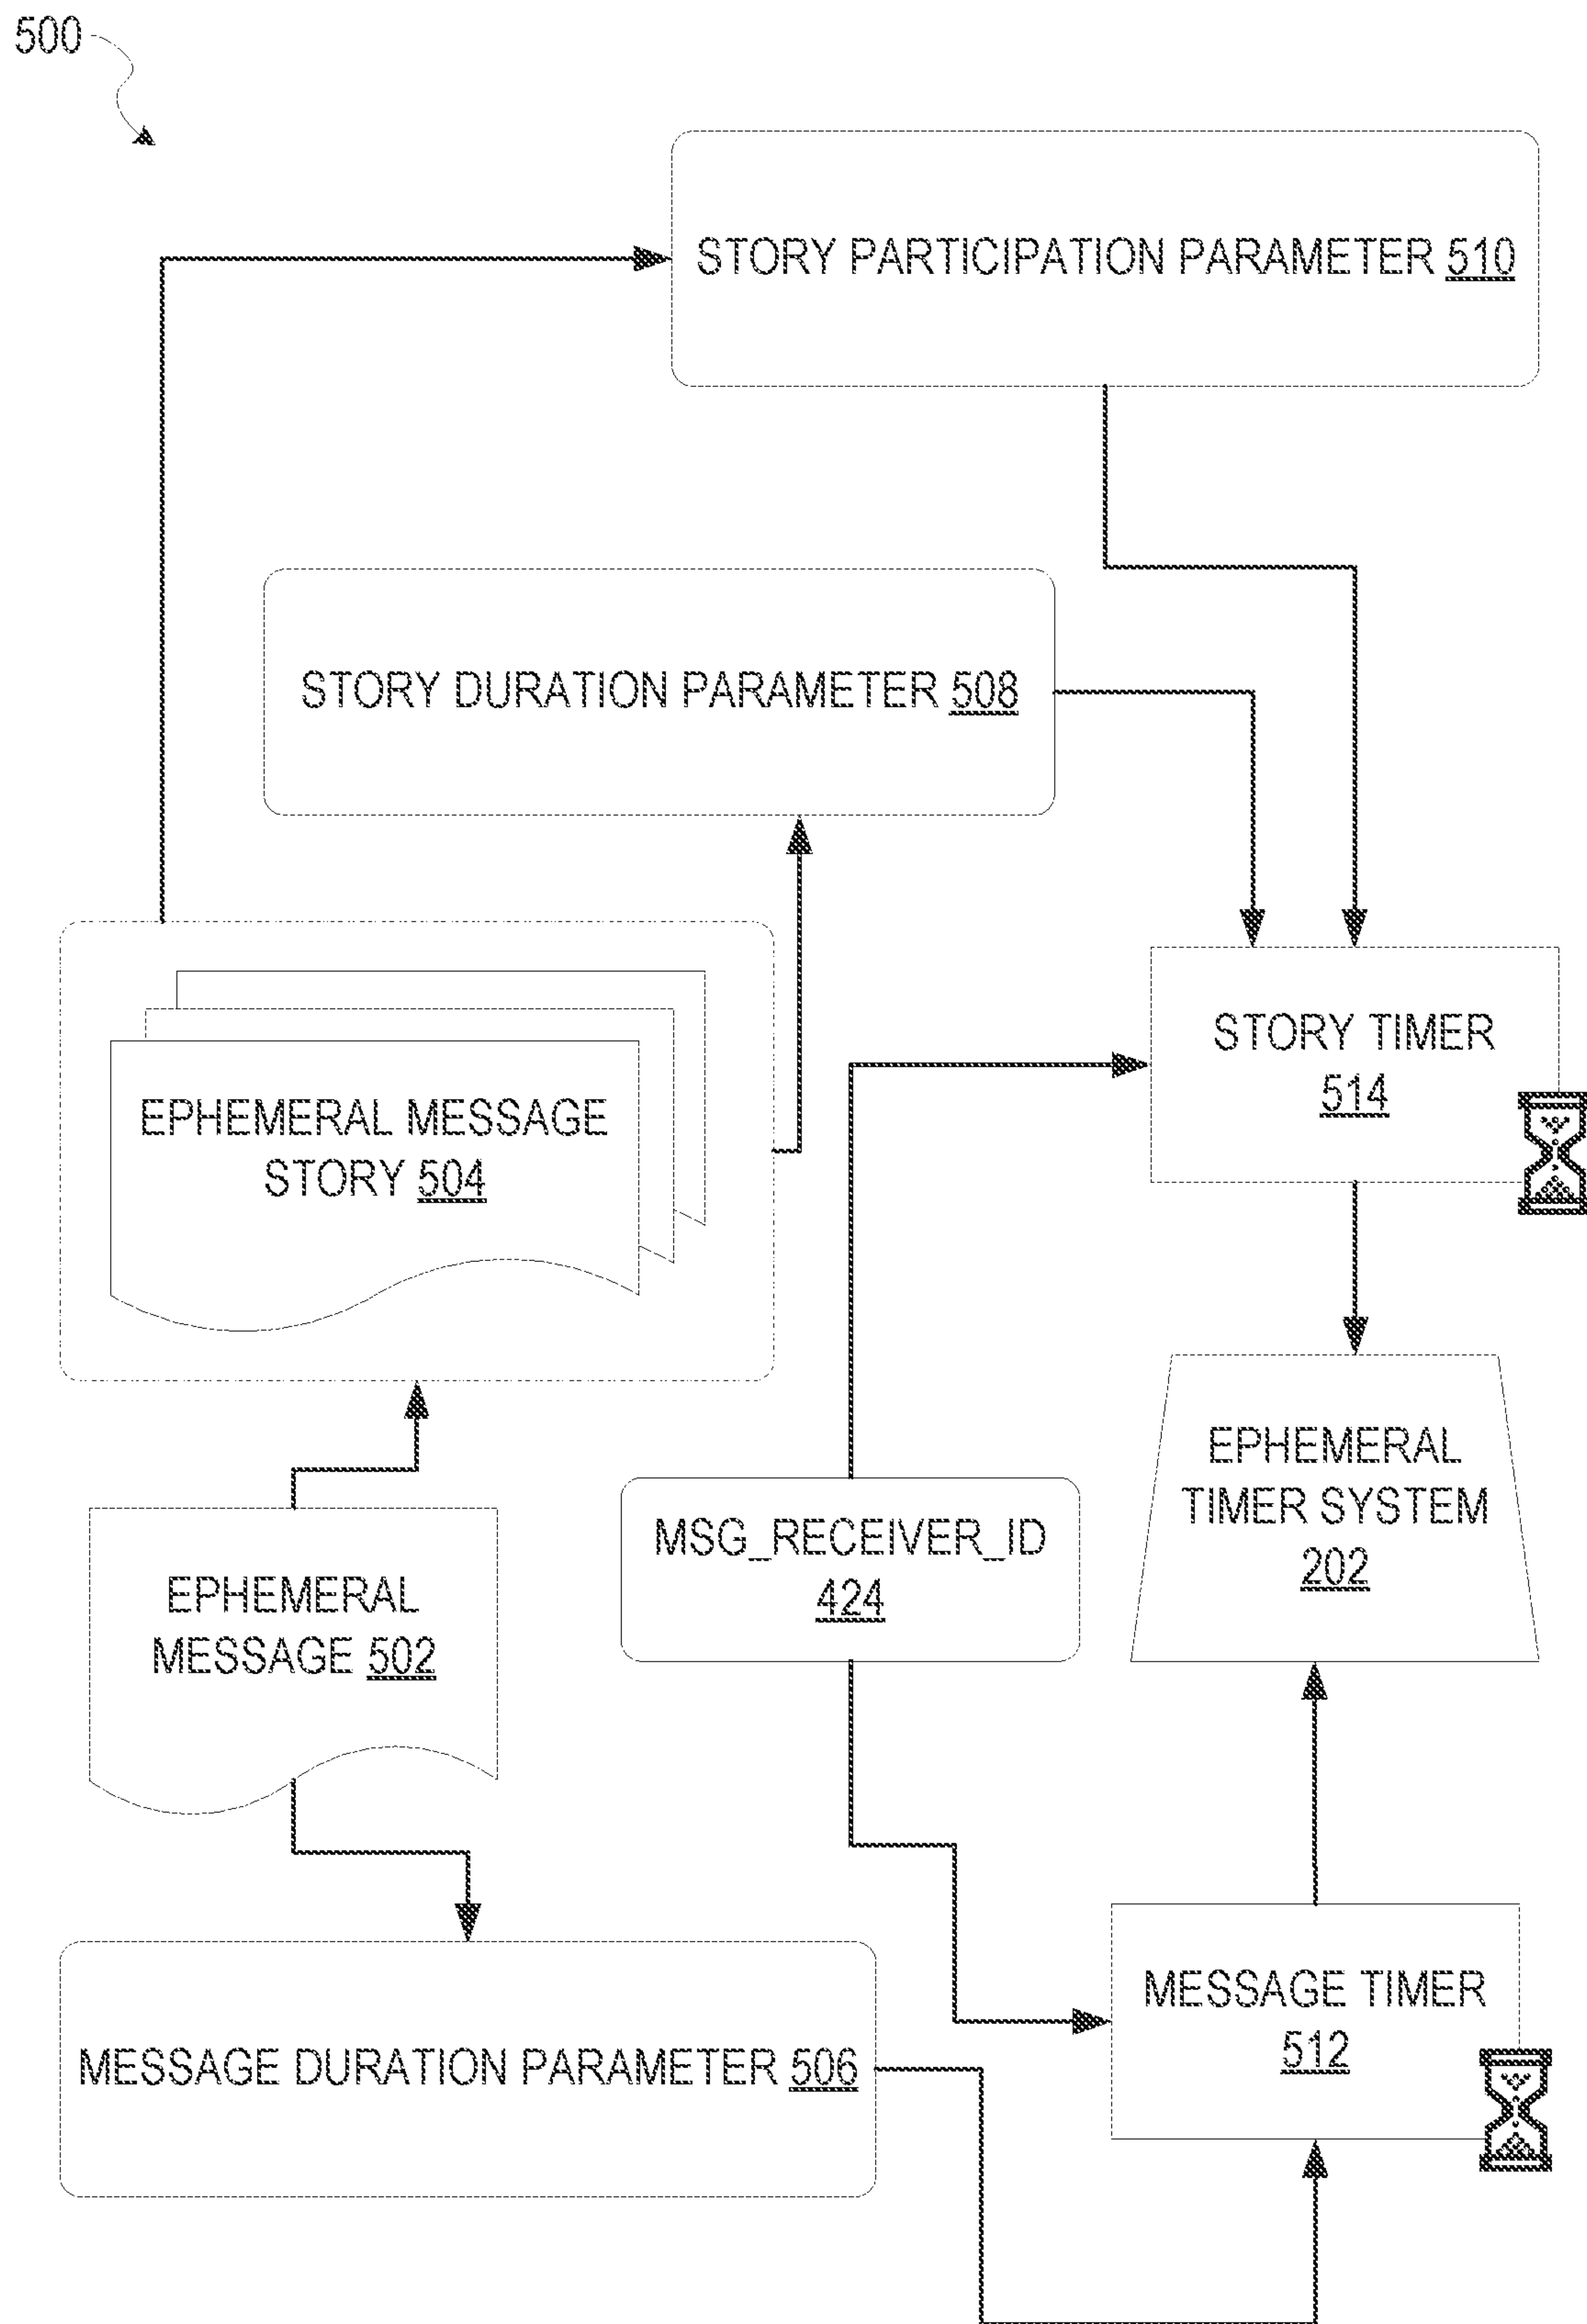 500
STORY PARTICIPATION PARAMETER 510
STORY DURATION PARAMETER 508
STORY TIMER
514
EPHEMERAL MESSAGE
STORY 504
EPHEMERAL
TIMER SYSTEM
202
MSG_RECEIVER_ID
424
EPHEMERAL
MESSAGE 502
MESSAGE TIMER
512
MESSAGE DURATION PARAMETER 506